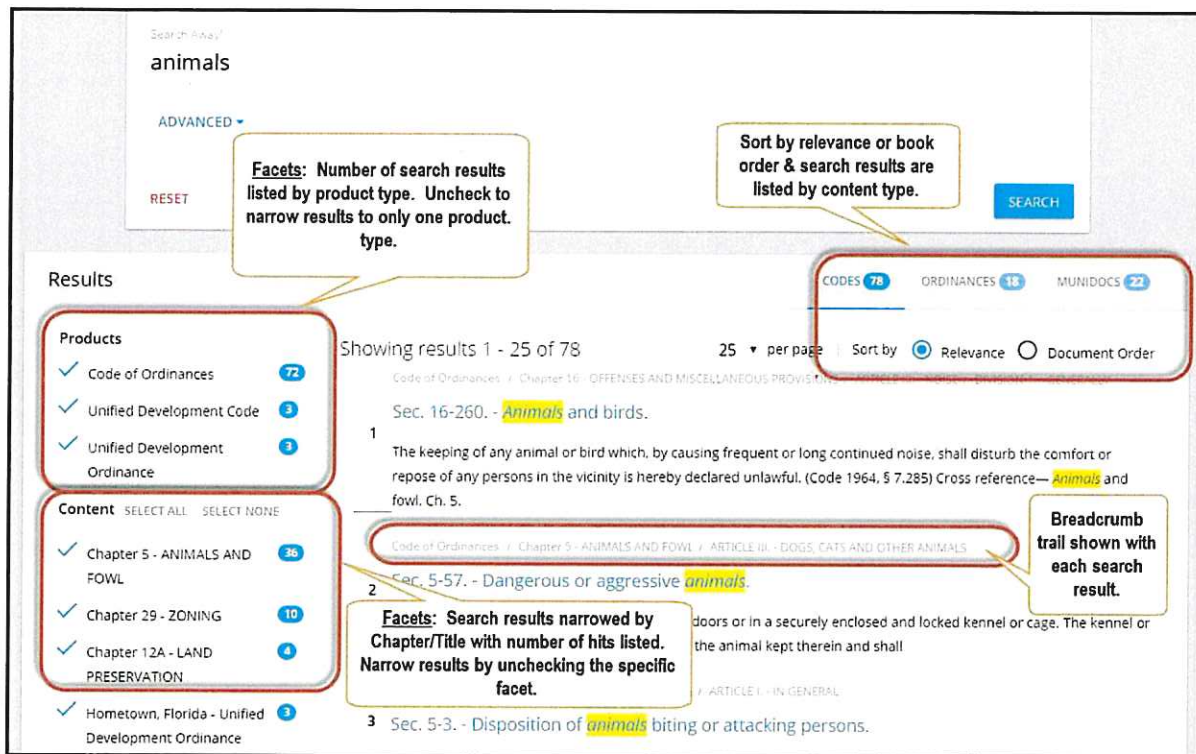 Search Away!
animals
ADVANCED
RESET
Facets: Number of search results
listed by product type. Uncheck to
narrow results to only one product.
type.
Sort by relevance or book
order & search results are
listed by content type.
SEARCH
Results
CODES 78 ORDINANCES 18 MUNIDOCS 22
Products
Code of Ordinances 72
Unified Development Code 3
Unified Development 3
Ordinance
Content SELECT ALL SELECT NONE
Chapter 5 - ANIMALS AND 36
FOWL
Chapter 29 - ZONING 10
Chapter 12A - LAND 4
PRESERVATION
Hometown, Florida - Unified 3
Development Ordinance
Showing results 1 - 25 of 78 25 per page Sort by Relevance Document Order
Code of Ordinances / Chapter 16 - OFFENSES AND MISCELLANEOUS
Sec. 16-260. - Animals and birds.
1
The keeping of any animal or bird which, by causing frequent or long continued noise, shall disturb the comfort or
repose of any persons in the vicinity is hereby declared unlawful. (Code 1964, § 7.285) Cross reference— Animals and
fowl. Ch. 5.
Code of Ordinances / Chapter 5 - ANIMALS AND FOWL / ARTICLE III. - DOGS, CATS AND OTHER ANIMALS
Breadcrumb
trail shown with
each search
result.
2 Sec. 5-57. - Dangerous or aggressive animals.
doors or in a securely enclosed and locked kennel or cage. The kennel or
the animal kept therein and shall
Facets: Search results narrowed by
Chapter/Title with number of hits listed.
Narrow results by unchecking the specific
facet.
/ ARTICLE I. - IN GENERAL
3 Sec. 5-3. - Disposition of animals biting or attacking persons.